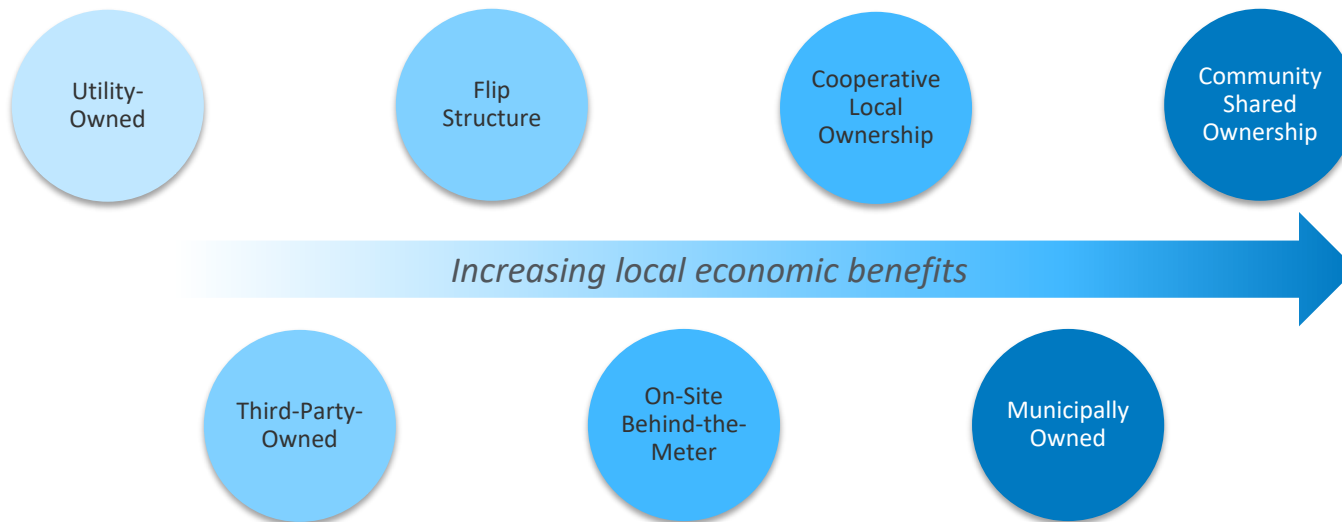 Utility-
Owned
Flip
Structure
Cooperative
Local
Ownership
Community
Shared
Ownership
Increasing local economic benefits
Third-Party-
Owned
On-Site
Behind-the-
Meter
Municipally
Owned